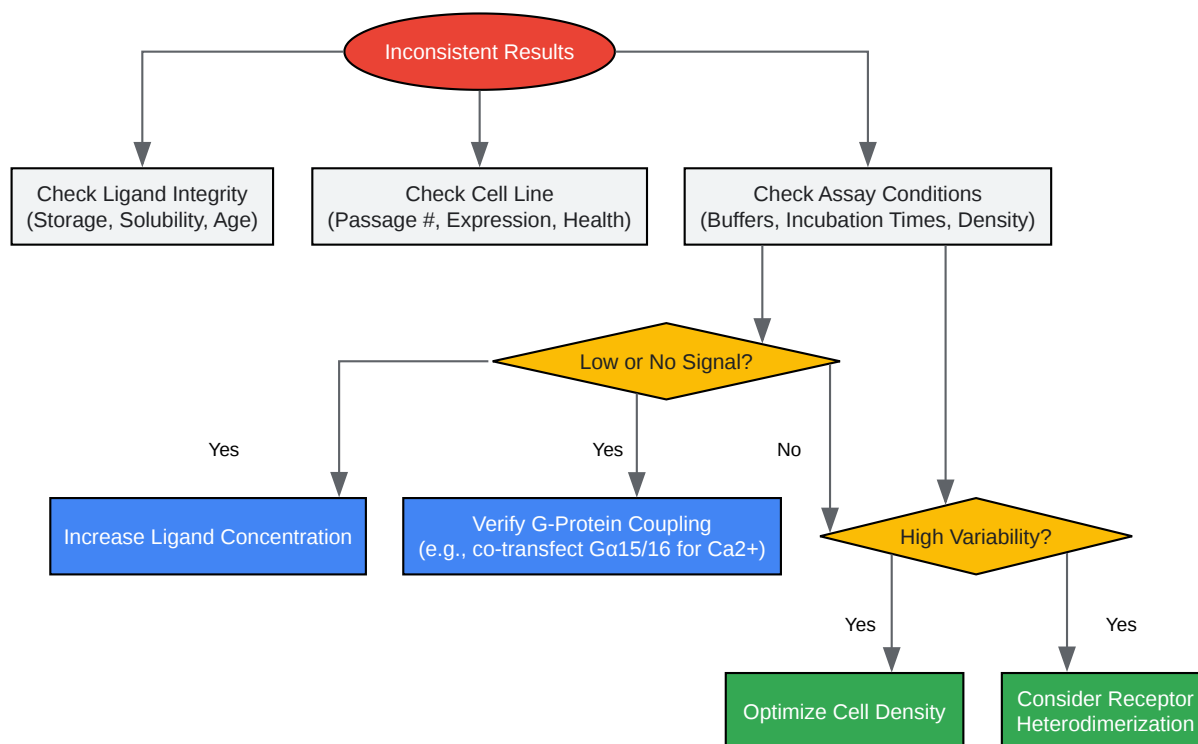 Inconsistent Results
Check Ligand Integrity
(Storage, Solubility, Age)
Check Cell Line
(Passage #, Expression, Health)
Check Assay Conditions
(Buffers, Incubation Times, Density)
Low or No Signal?
Yes
Yes
No
Increase Ligand Concentration
Verify G-Protein Coupling
(e.g., co-transfect Gα15/16 for Ca2+)
High Variability?
Yes
Yes
Optimize Cell Density
Consider Receptor
Heterodimerization